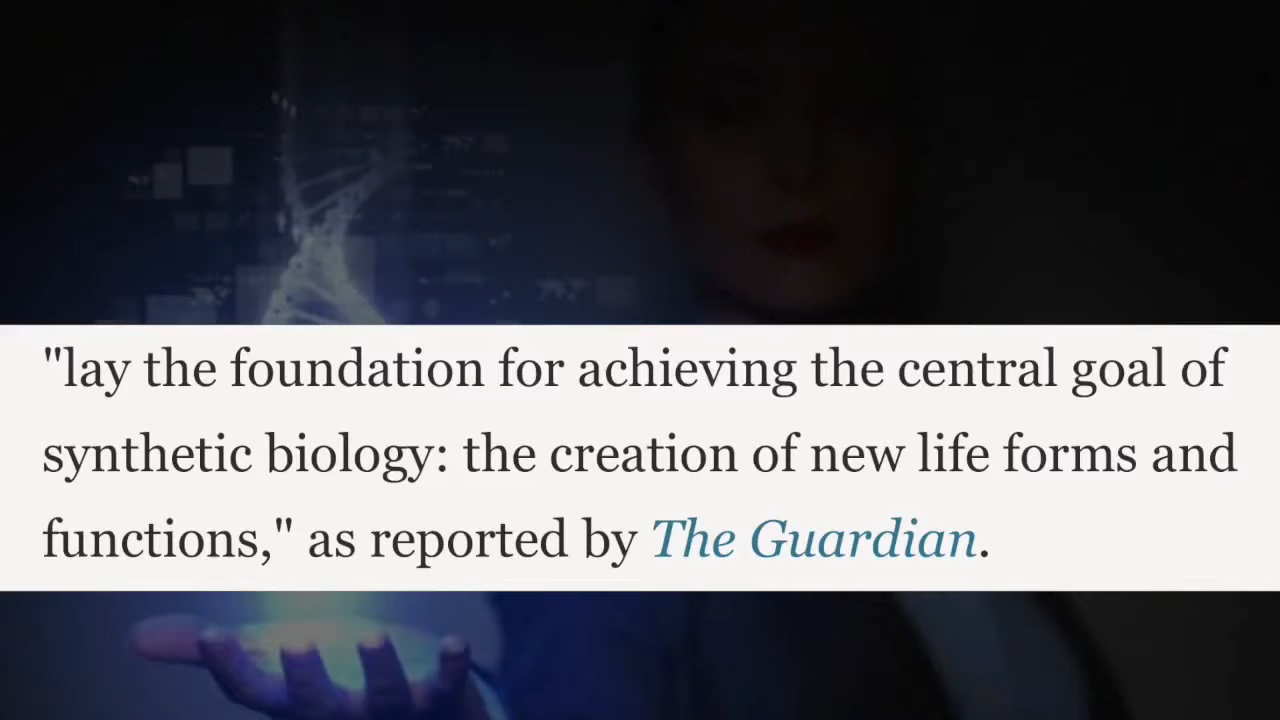 "lay the foundation for achieving the central goal of
synthetic biology: the creation of new life forms and
functions," as reported by The Guardian.